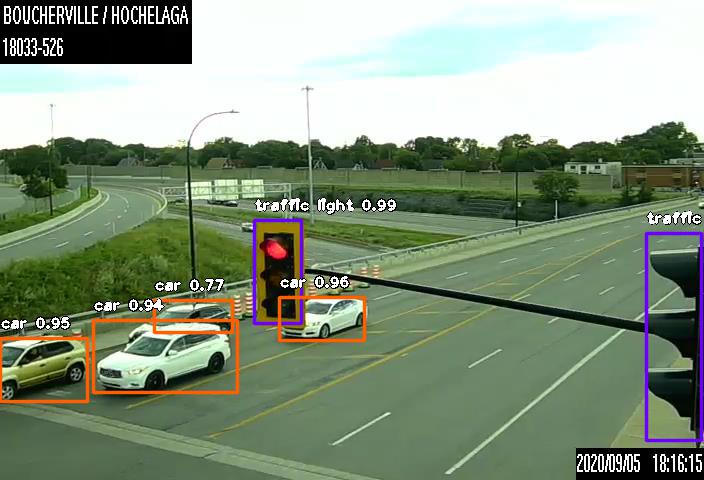 BOUCHERVILLE / HOCHELAGA
18033-526
traffic light 0.99
traffic
car 0.77
car 0.96
car 0.94
car 0.95
2020/09/05 18:16:15